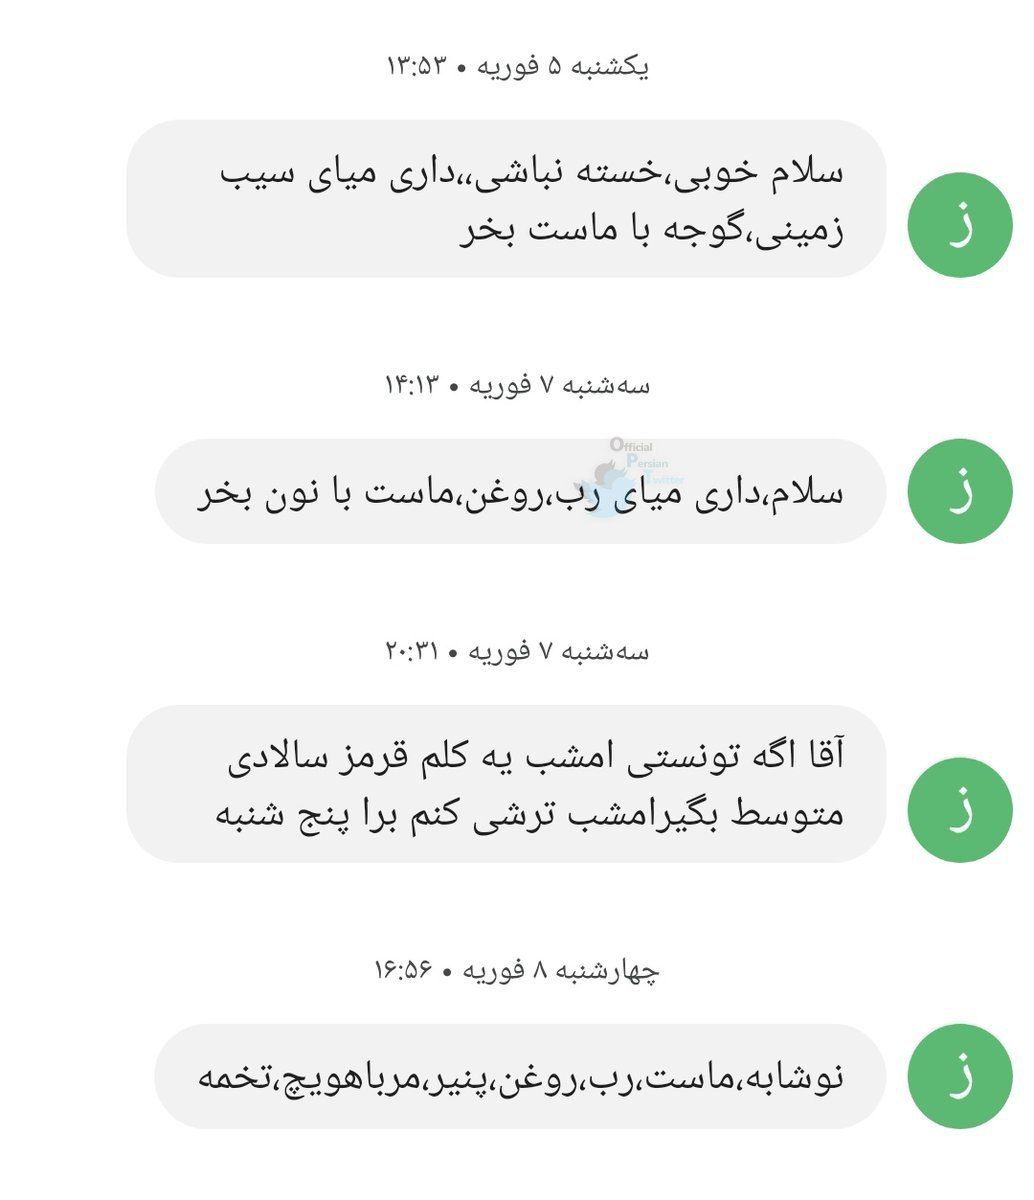 یکشنبه ۵ فوریه • ۱۳:۵۳
سلام خوبی،خسته نباشی،،داری میای سیب
زمینی،گوجه با ماست بخر
ز
سه‌شنبه ۷ فوریه • ۱۴:۱۳
Official
Persian
Twitter
سلام،داری میای رب،روغن،ماست با نون بخر
ز
سه‌شنبه ۷ فوریه • ۲۰:۳۱
آقا اگه تونستی امشب یه کلم قرمز سالادی
متوسط بگیرامشب ترشی کنم برا پنج شنبه
ز
چهارشنبه ۸ فوریه • ۱۶:۵۶
نوشابه،ماست،رب،روغن،پنیر،مرباهویچ،تخمه
ز